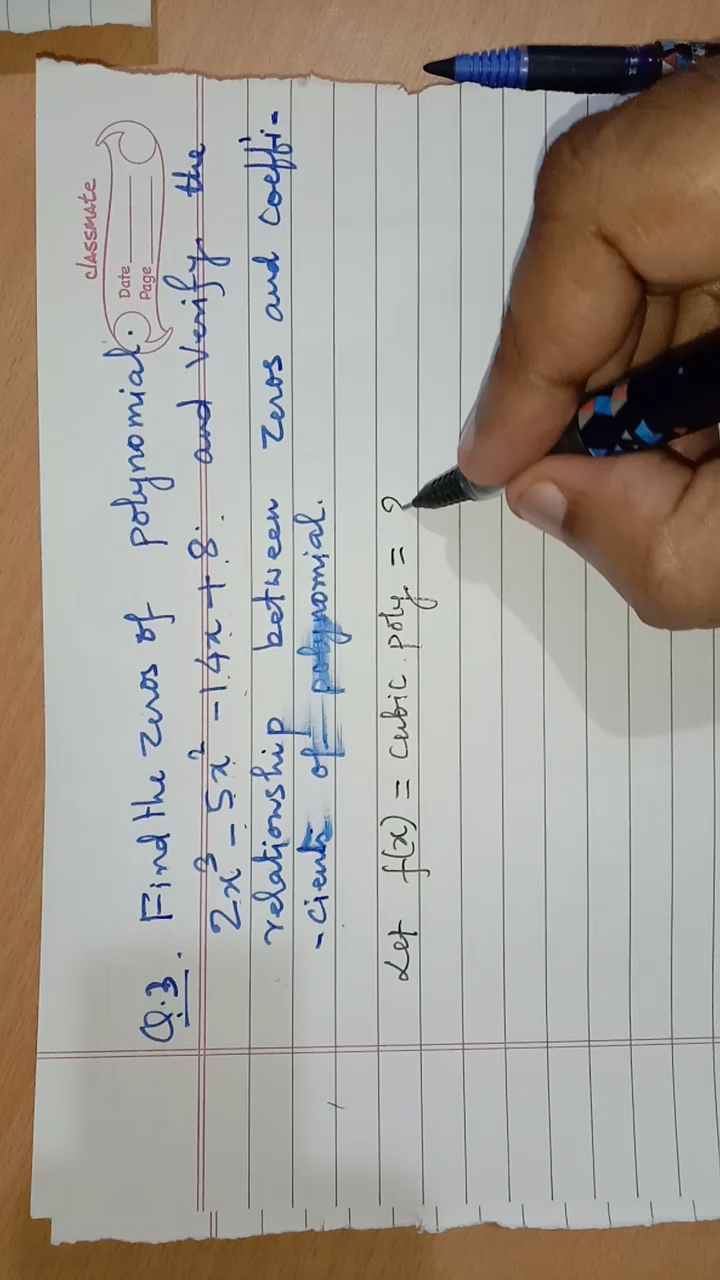 classmate
Date
Page
Q.3. Find the zeros of polynomial.
2x³ - 5x² - 14x + 8. and verify the
relationship between zeros and coeffi-
-cients of polynomial.
Let f(x) = cubic poly. = 2